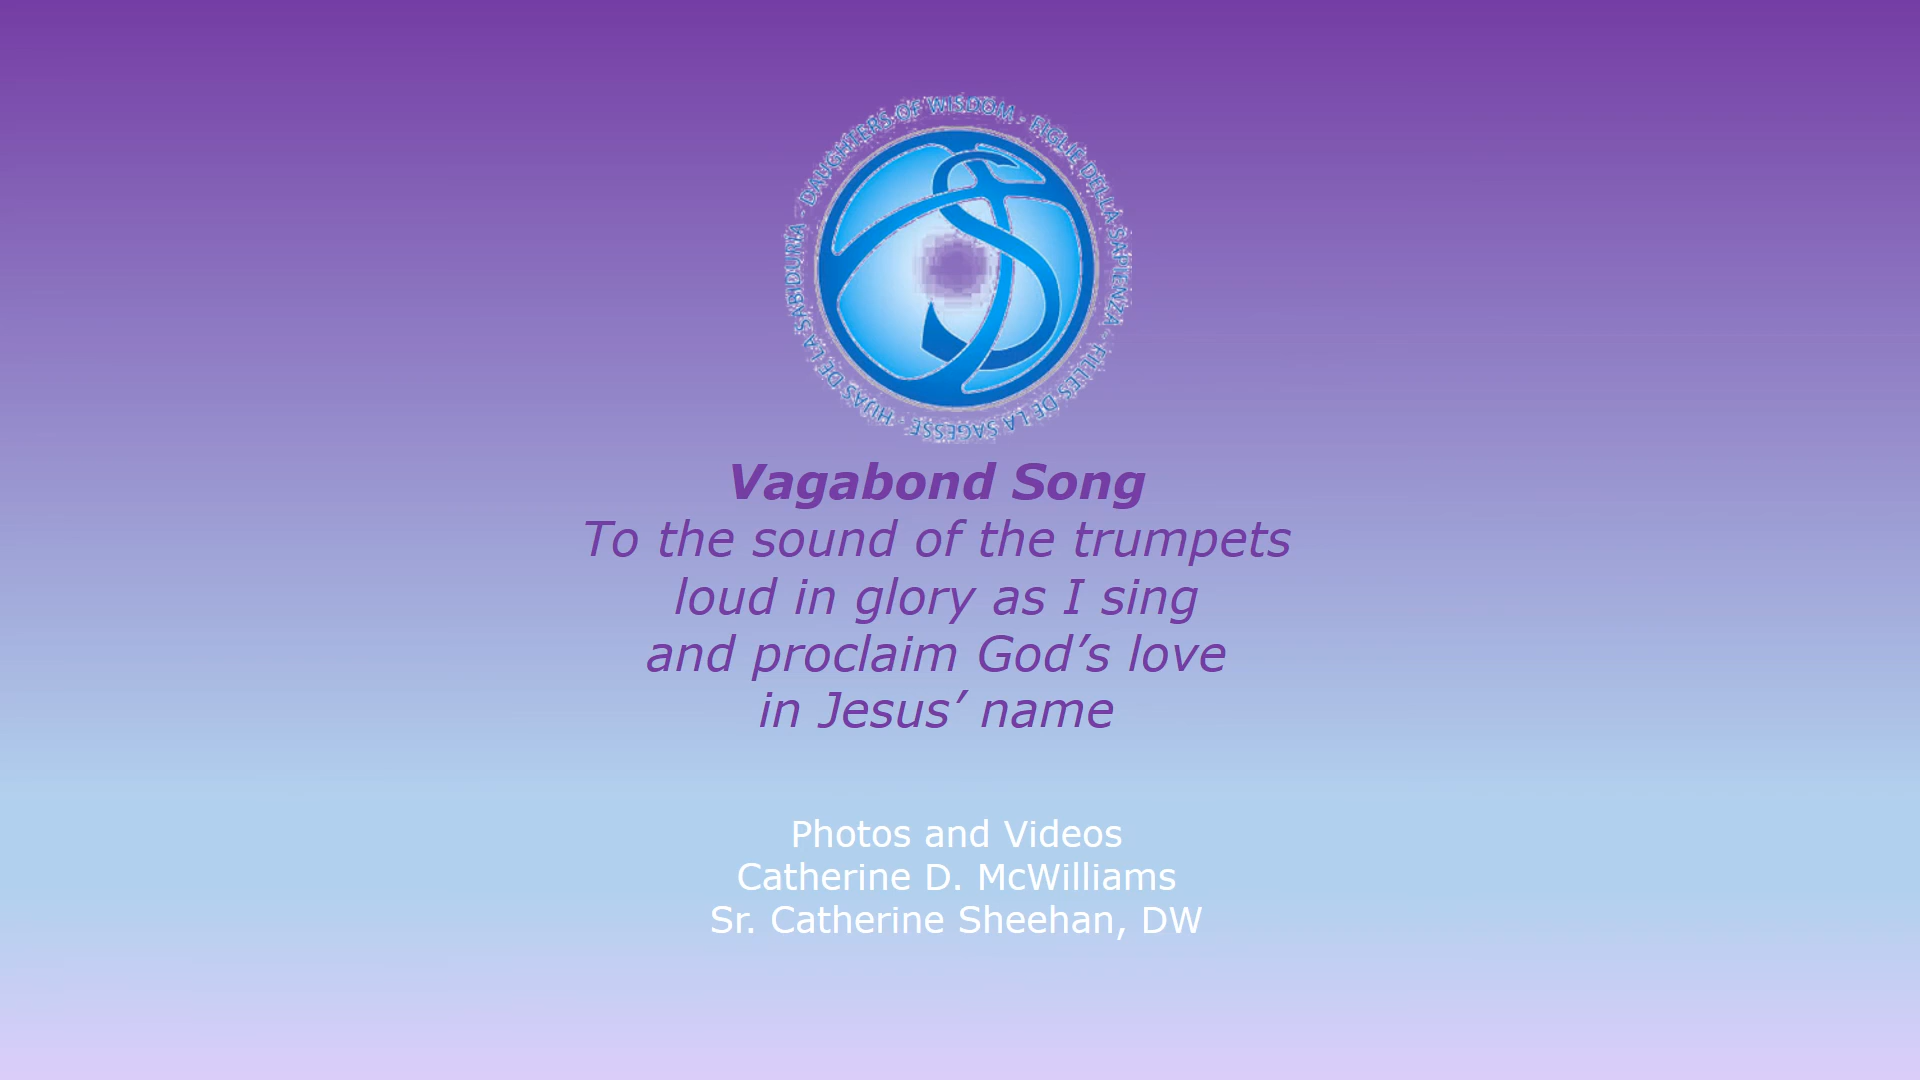 DAUGHTERS OF WISDOM - FIGLIE DELLA SAPIENZA - FILLES DE LA SAGESSE - HIJAS DE LA SABIDURIA -
Vagabond Song
To the sound of the trumpets
loud in glory as I sing
and proclaim God’s love
in Jesus’ name
Photos and Videos
Catherine D. McWilliams
Sr. Catherine Sheehan, DW